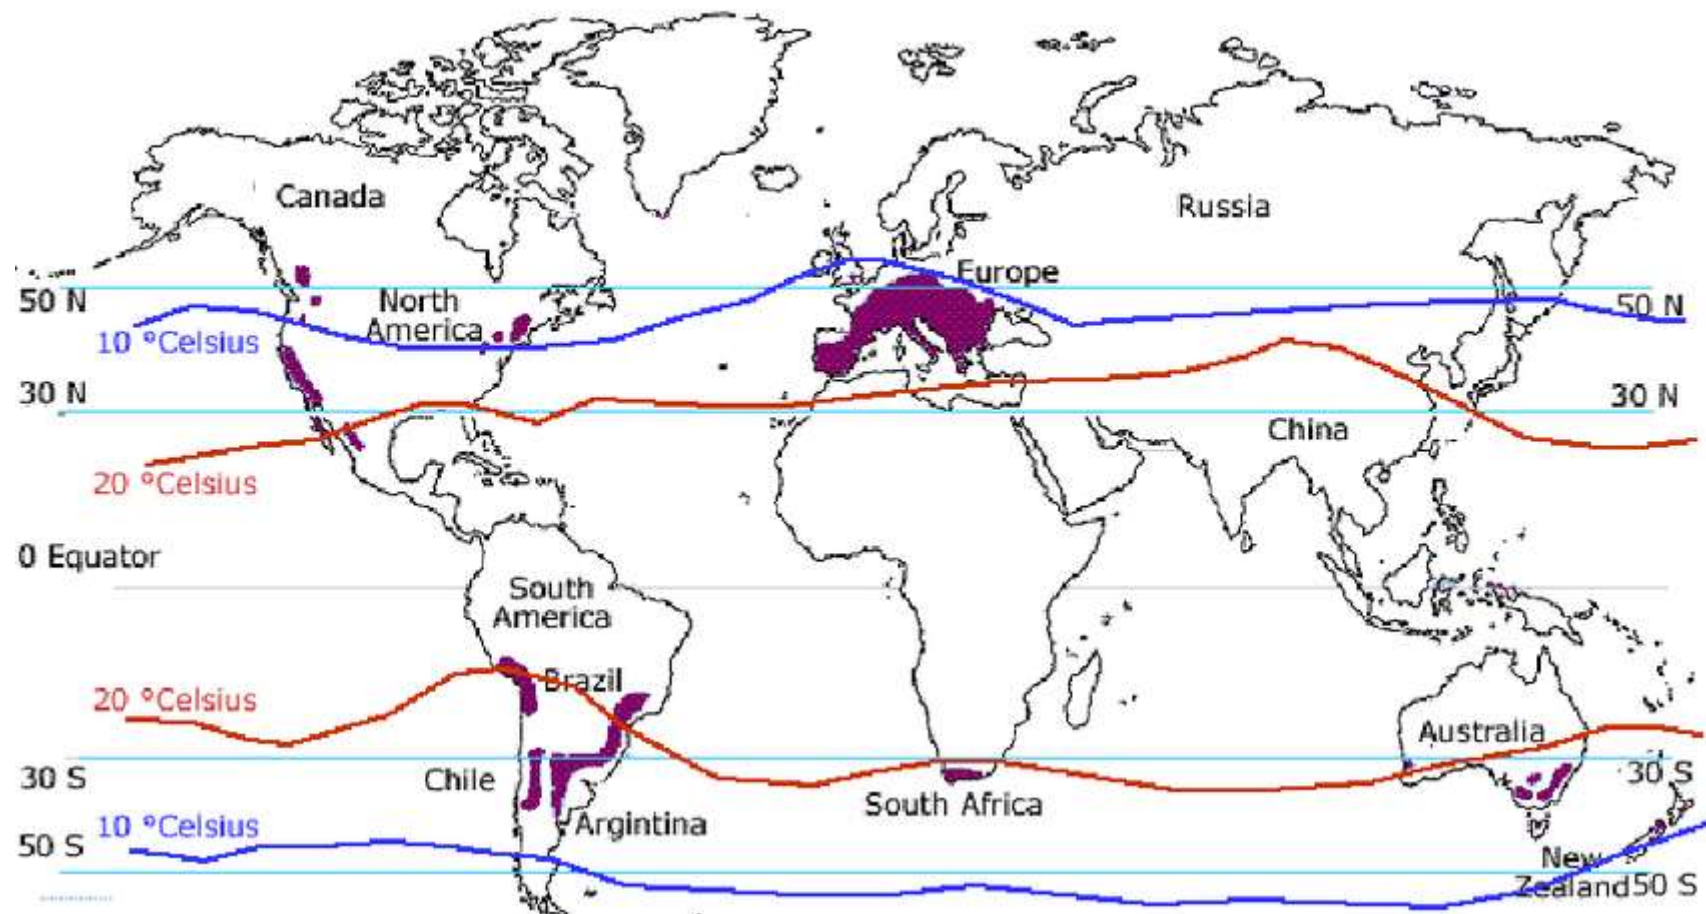 Canada
Russia
Europe
50 N
North
America
50 N
10 °Celsius
30 N
30 N
China
20 °Celsius
0 Equator
South
America
Brazil
20 °Celsius
Australia
30 S
Chile
30 S
South Africa
10 °Celsius
Argintina
50 S
New
Zealand
50 S